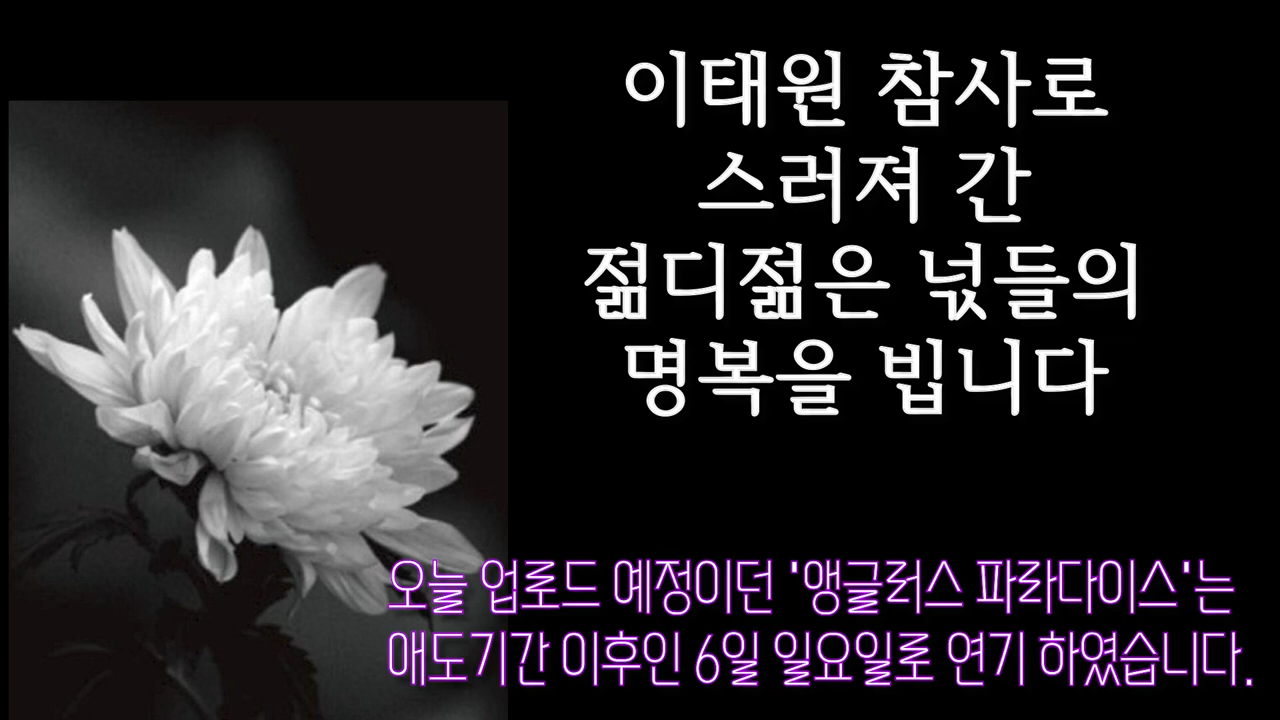 이태원 참사로
스러져 간
젊디젊은 넋들의
명복을 빕니다
오늘 업로드 예정이던 '앵글러스 파라다이스'는
애도기간 이후인 6일 일요일로 연기 하였습니다.